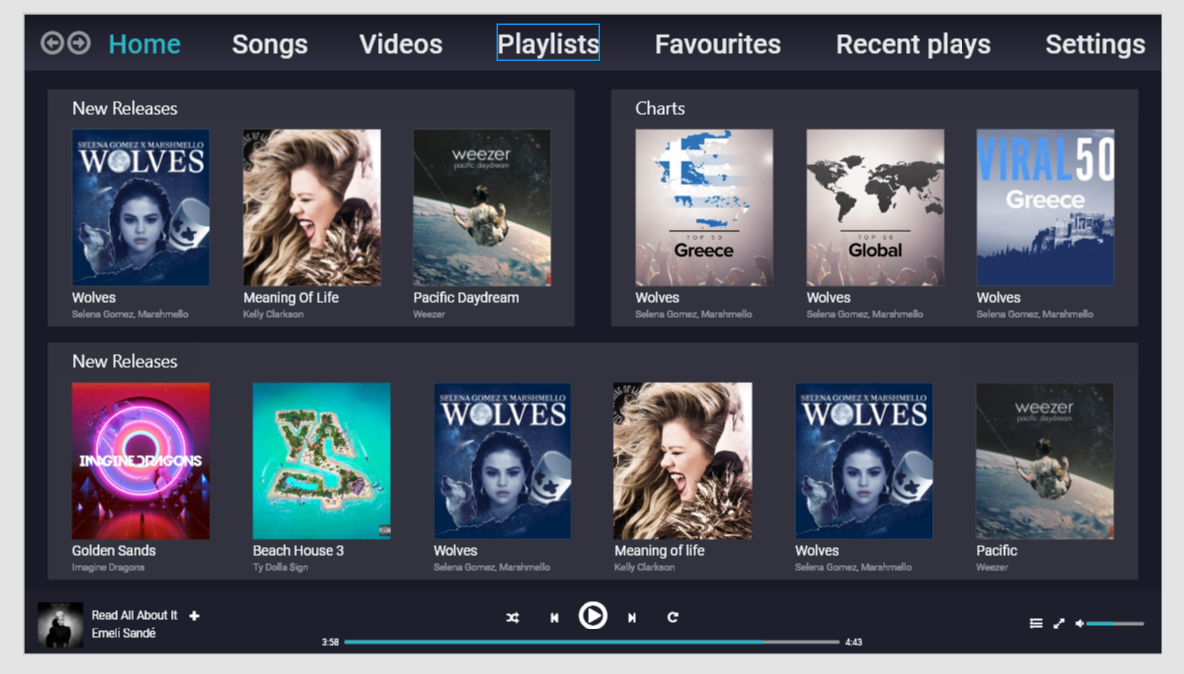 Home Songs Videos Playlists Favourites Recent plays Settings
New Releases
SELENA GOMEZ X MARSHMELLO
WOLVES
Wolves
Selena Gomez, Marshmello
Meaning Of Life
Kelly Clarkson
weezer
pacific daydream
Pacific Daydream
Weezer
Charts
TOP 50
Greece
Wolves
Selena Gomez, Marshmello
TOP 50
Global
Wolves
Selena Gomez, Marshmello
VIRAL50
Greece
Wolves
Selena Gomez, Marshmello
New Releases
IMAGINE DRAGONS
Golden Sands
Imagine Dragons
Beach House 3
Ty Dolla $ign
SELENA GOMEZ X MARSHMELLO
WOLVES
Wolves
Selena Gomez, Marshmello
Meaning of life
Kelly Clarkson
SELENA GOMEZ X MARSHMELLO
WOLVES
Wolves
Selena Gomez, Marshmello
weezer
pacific daydream
Pacific
Weezer
Read All About It
Emeli Sandé
3:58
4:43